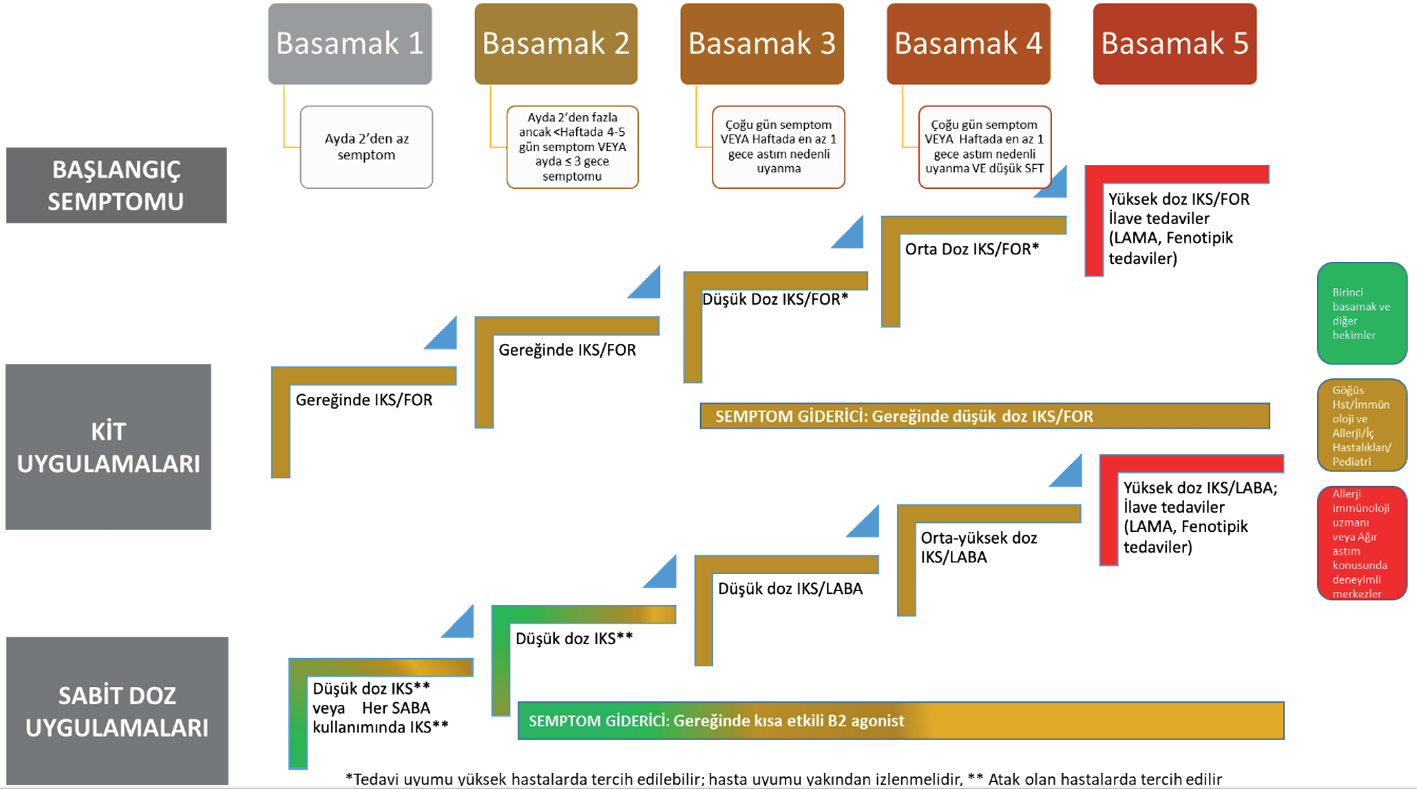 Basamak 1
Basamak 2
Basamak 3
Basamak 4
Basamak 5
BAŞLANGIÇ
SEMPTOMU
Ayda 2'den az
semptom
Ayda 2'den fazla
ancak <Haftada 4-5
gün semptom VEYA
ayda ≤ 3 gece
semptomu
Çoğu gün semptom
VEYA Haftada en az 1
gece astım nedenli
uyanma
Çoğu gün semptom
VEYA Haftada en az 1
gece astım nedenli
uyanma VE düşük SFT
KİT
UYGULAMALARI
Gereğinde IKS/FOR
Gereğinde IKS/FOR
Düşük Doz IKS/FOR*
Orta Doz IKS/FOR*
Yüksek doz IKS/FOR
İlave tedaviler
(LAMA, Fenotipik
tedaviler)
SEMPTOM GİDERİCİ: Gereğinde düşük doz IKS/FOR
SABİT DOZ
UYGULAMALARI
Düşük doz IKS**
veya Her SABA
kullanımında IKS**
Düşük doz IKS**
Düşük doz IKS/LABA
Orta-yüksek doz
IKS/LABA
Yüksek doz IKS/LABA;
İlave tedaviler
(LAMA, Fenotipik
tedaviler)
SEMPTOM GİDERİCİ: Gereğinde kısa etkili B2 agonist
Birinci
basamak ve
diğer
hekimler
Göğüs
Hst/İmmün
oloji ve
Allerji/İç
Hastalıkları/
Pediatri
Allerji
immünoloji
uzmanı
veya Ağır
astım
konusunda
deneyimli
merkezler
*Tedavi uyumu yüksek hastalarda tercih edilebilir; hasta uyumu yakından izlenmelidir, ** Atak olan hastalarda tercih edilir